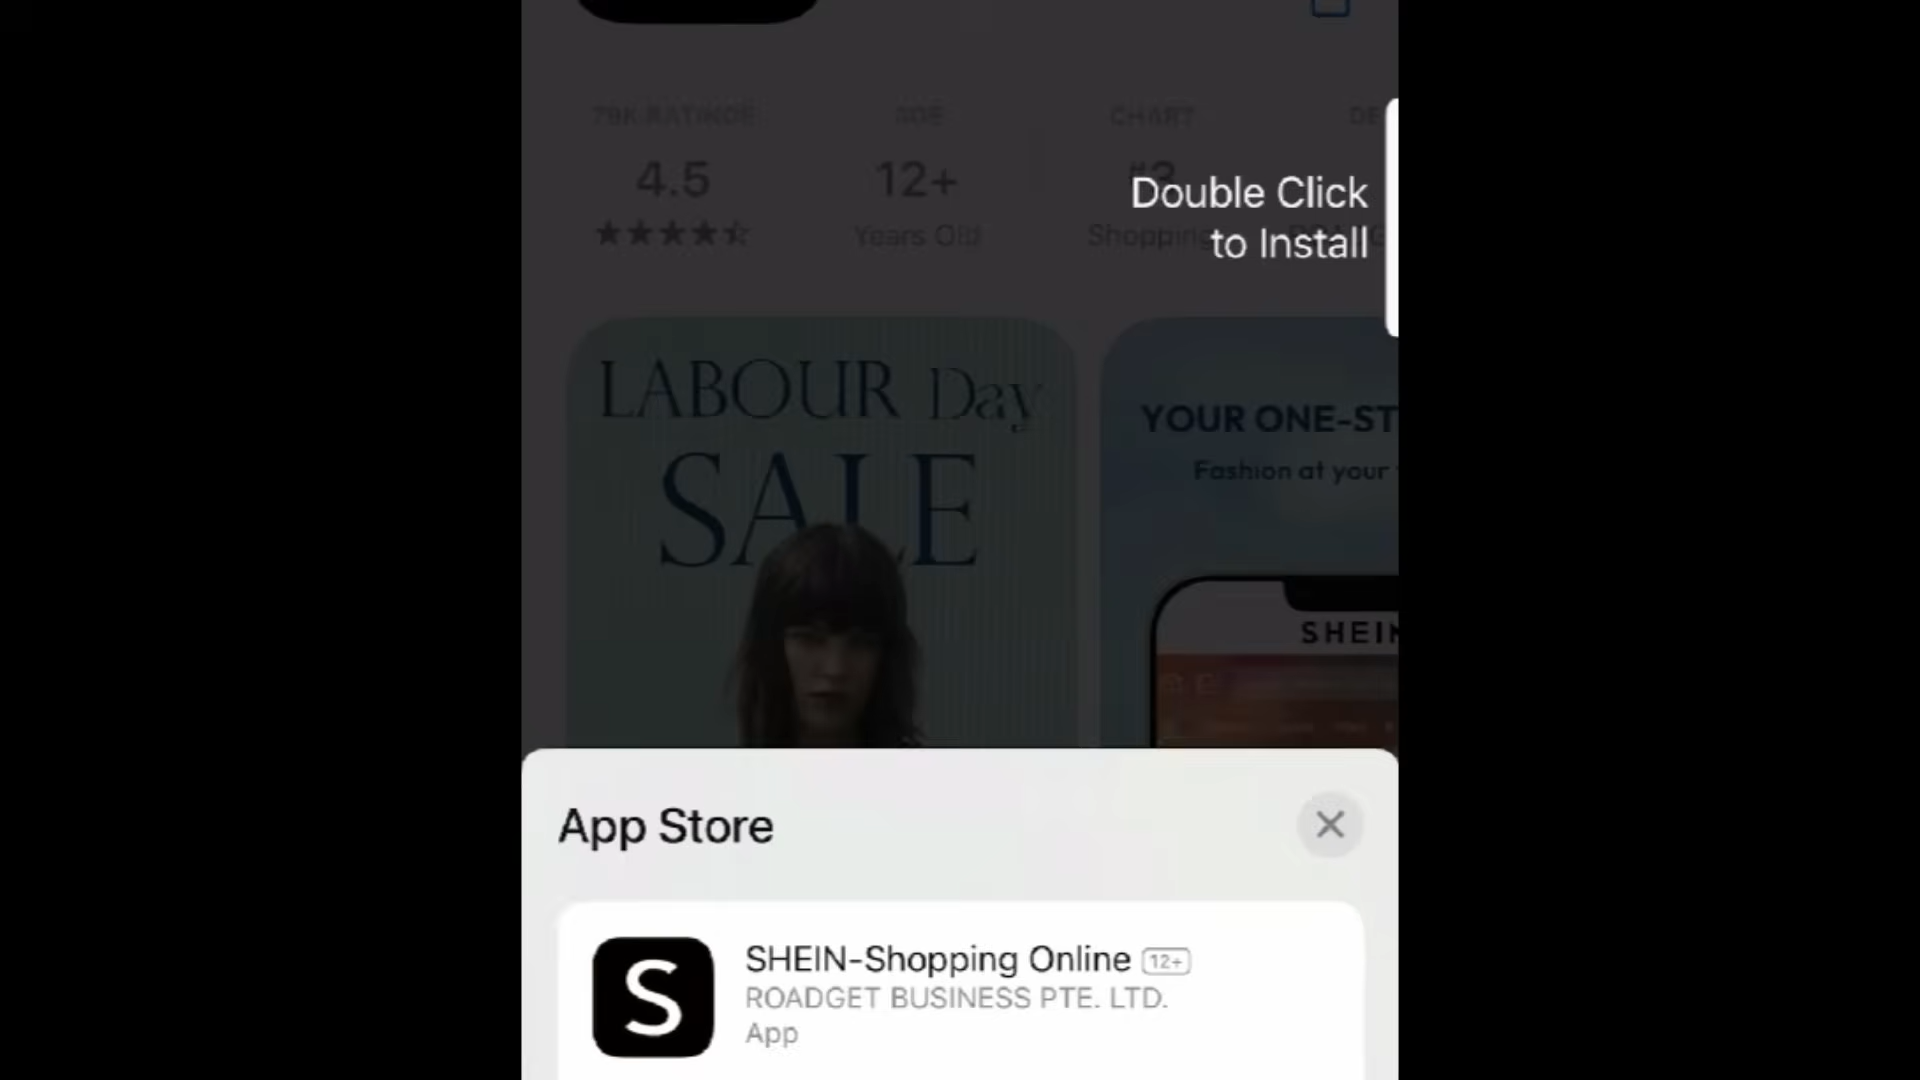 79K RATINGS
AGE
CHART
4.5
12+
#3
Double Click
to Install
Years Old
Shopping
LABOUR Day
SALE
YOUR ONE-ST
Fashion at your
SHEIN
App Store
S
SHEIN-Shopping Online 12+
ROADGET BUSINESS PTE. LTD.
App